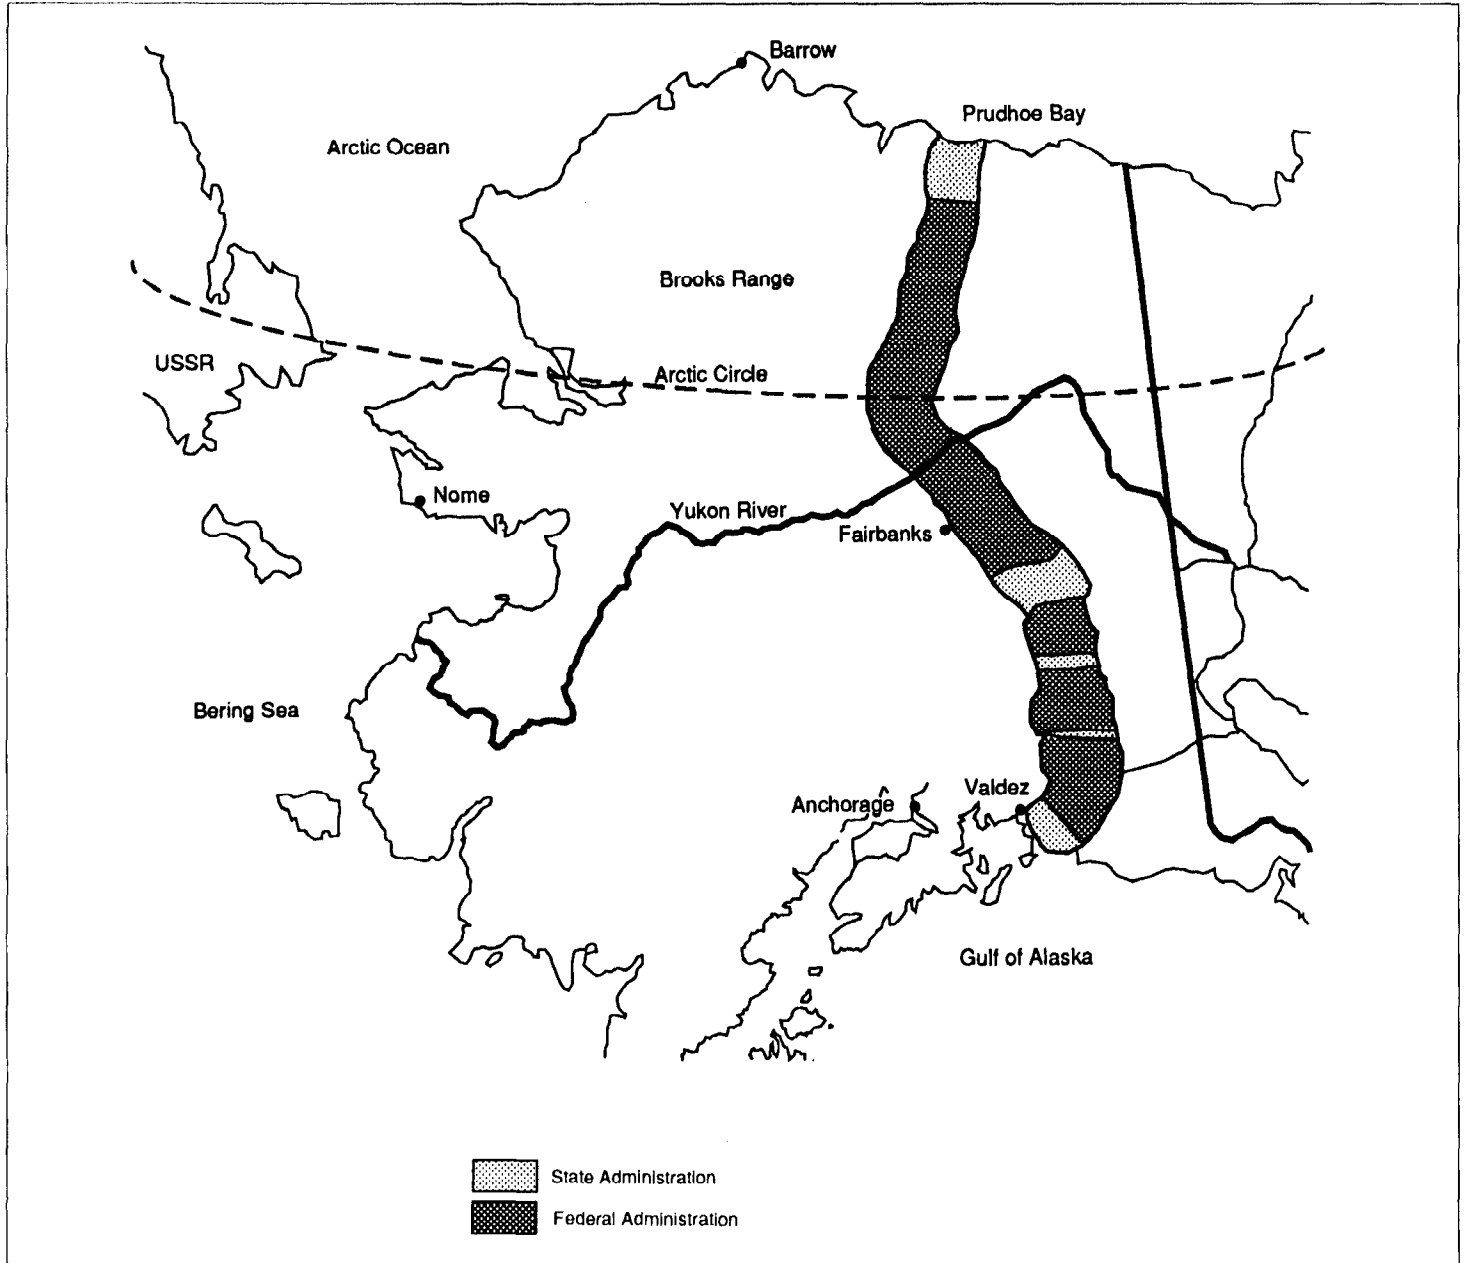 Barrow
Prudhoe Bay
Arctic Ocean
Brooks Range
USSR
Arctic Circle
Nome
Yukon River
Fairbanks
Bering Sea
Valdez
Anchorage
Gulf of Alaska
State Administration
Federal Administration